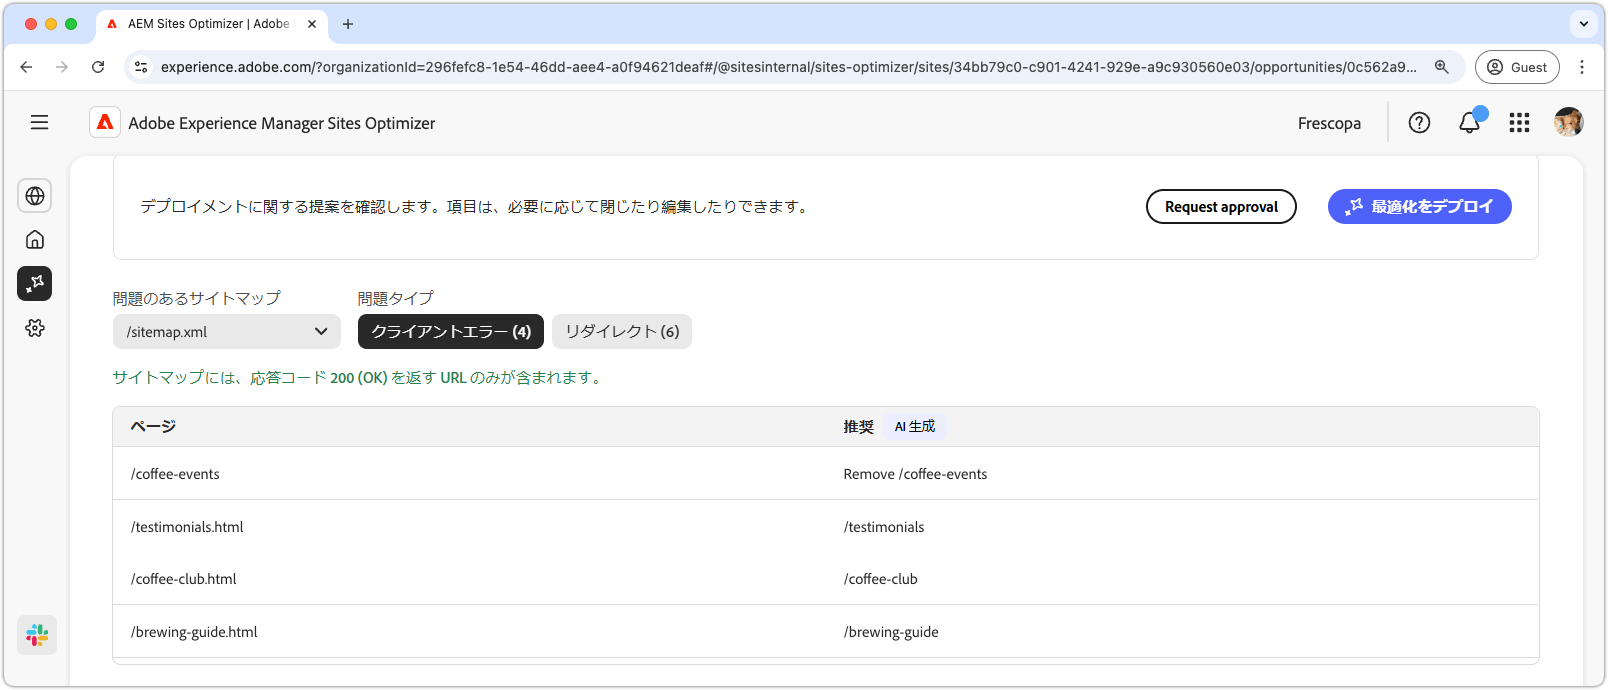 AEM Sites Optimizer | Adobe
experience.adobe.com/?organizationId=296fefc8-1e54-46dd-aee4-a0f94621deaf#/@sitesinternal/sites-optimizer/sites/34bb79c0-c901-4241-929e-a9c930560e03/opportunities/0c562a9...
Guest
Adobe Experience Manager Sites Optimizer
Frescopa
デプロイメントに関する提案を確認します。項目は、必要に応じて閉じたり編集したりできます。
Request approval
最適化をデプロイ
問題のあるサイトマップ
問題タイプ
/sitemap.xml
クライアントエラー (4)
リダイレクト (6)
サイトマップには、応答コード 200 (OK) を返す URL のみが含まれます。
ページ
推奨 AI 生成
/coffee-events
Remove /coffee-events
/testimonials.html
/testimonials
/coffee-club.html
/coffee-club
/brewing-guide.html
/brewing-guide